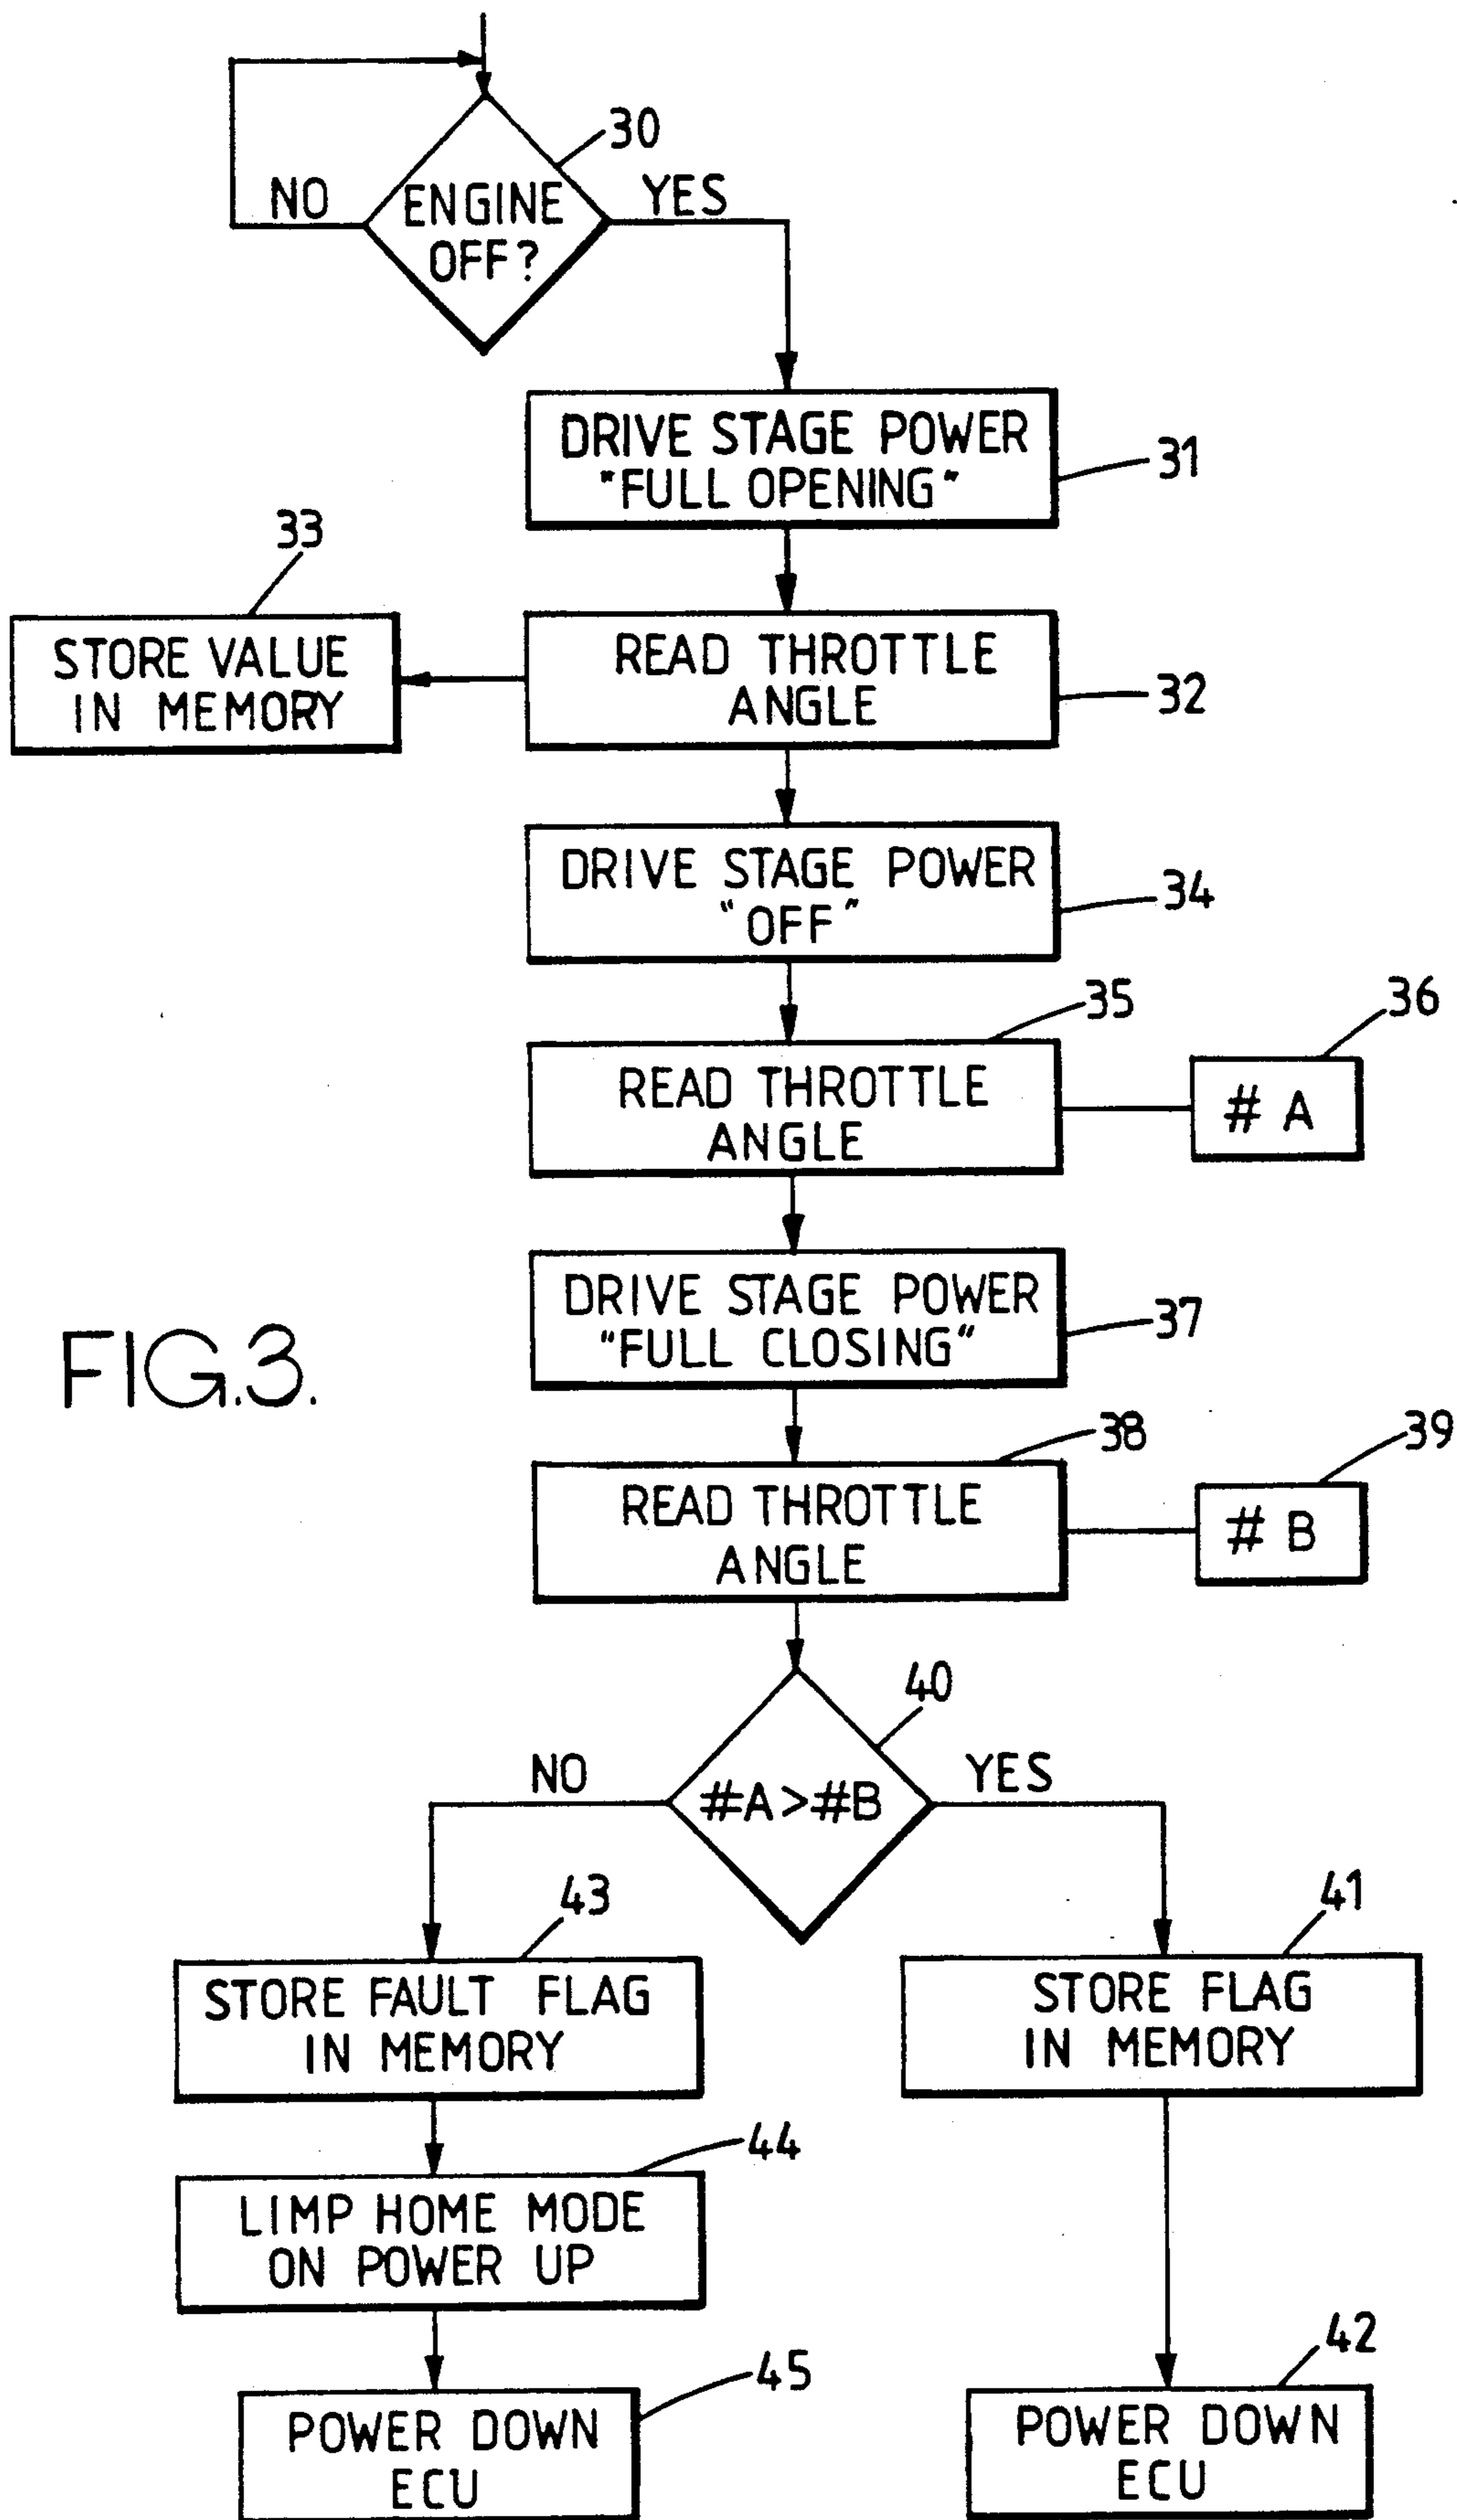 30
NO
ENGINE
OFF?
YES
DRIVE STAGE POWER
"FULL OPENING"
31
33
STORE VALUE
IN MEMORY
READ THROTTLE
ANGLE
32
DRIVE STAGE POWER
"OFF"
34
35
36
READ THROTTLE
ANGLE
# A
DRIVE STAGE POWER
"FULL CLOSING"
37
FIG.3.
38
39
READ THROTTLE
ANGLE
# B
40
NO
#A>#B
YES
43
41
STORE FAULT FLAG
IN MEMORY
STORE FLAG
IN MEMORY
44
LIMP HOME MODE
ON POWER UP
45
42
POWER DOWN
ECU
POWER DOWN
ECU